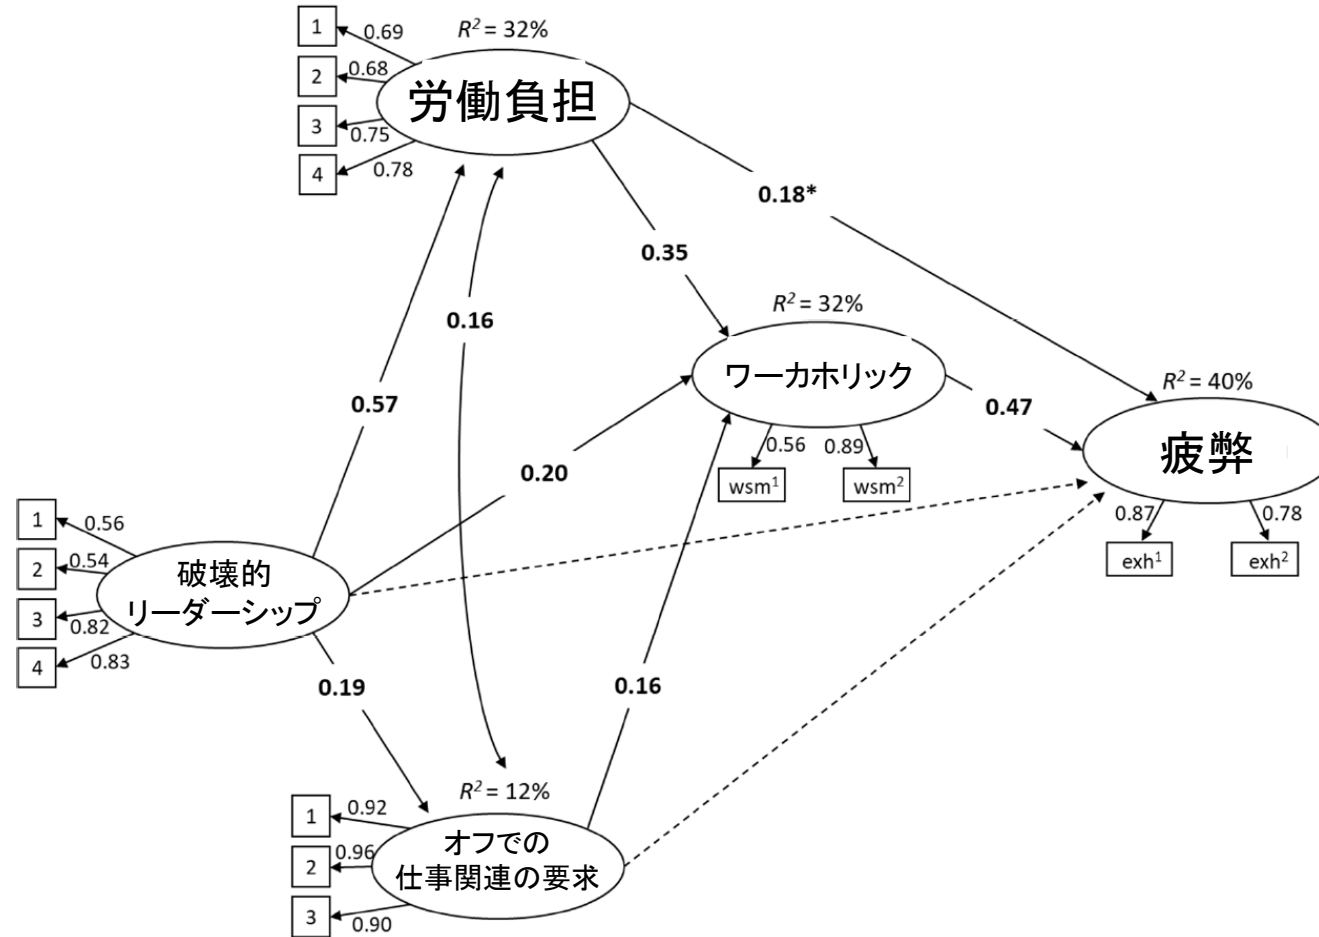 1
0.69
R² = 32%
2
0.68
労働負担
3
0.75
4
0.78
0.18*
0.35
R² = 32%
0.16
ワーカホリック
R² = 40%
0.57
0.47
疲弊
0.56
0.89
0.20
wsm¹
wsm²
0.87
0.78
1
0.56
exh¹
exh²
2
0.54
破壊的
リーダーシップ
3
0.82
4
0.83
0.19
0.16
R² = 12%
1
0.92
オフでの
仕事関連の要求
2
0.96
3
0.90